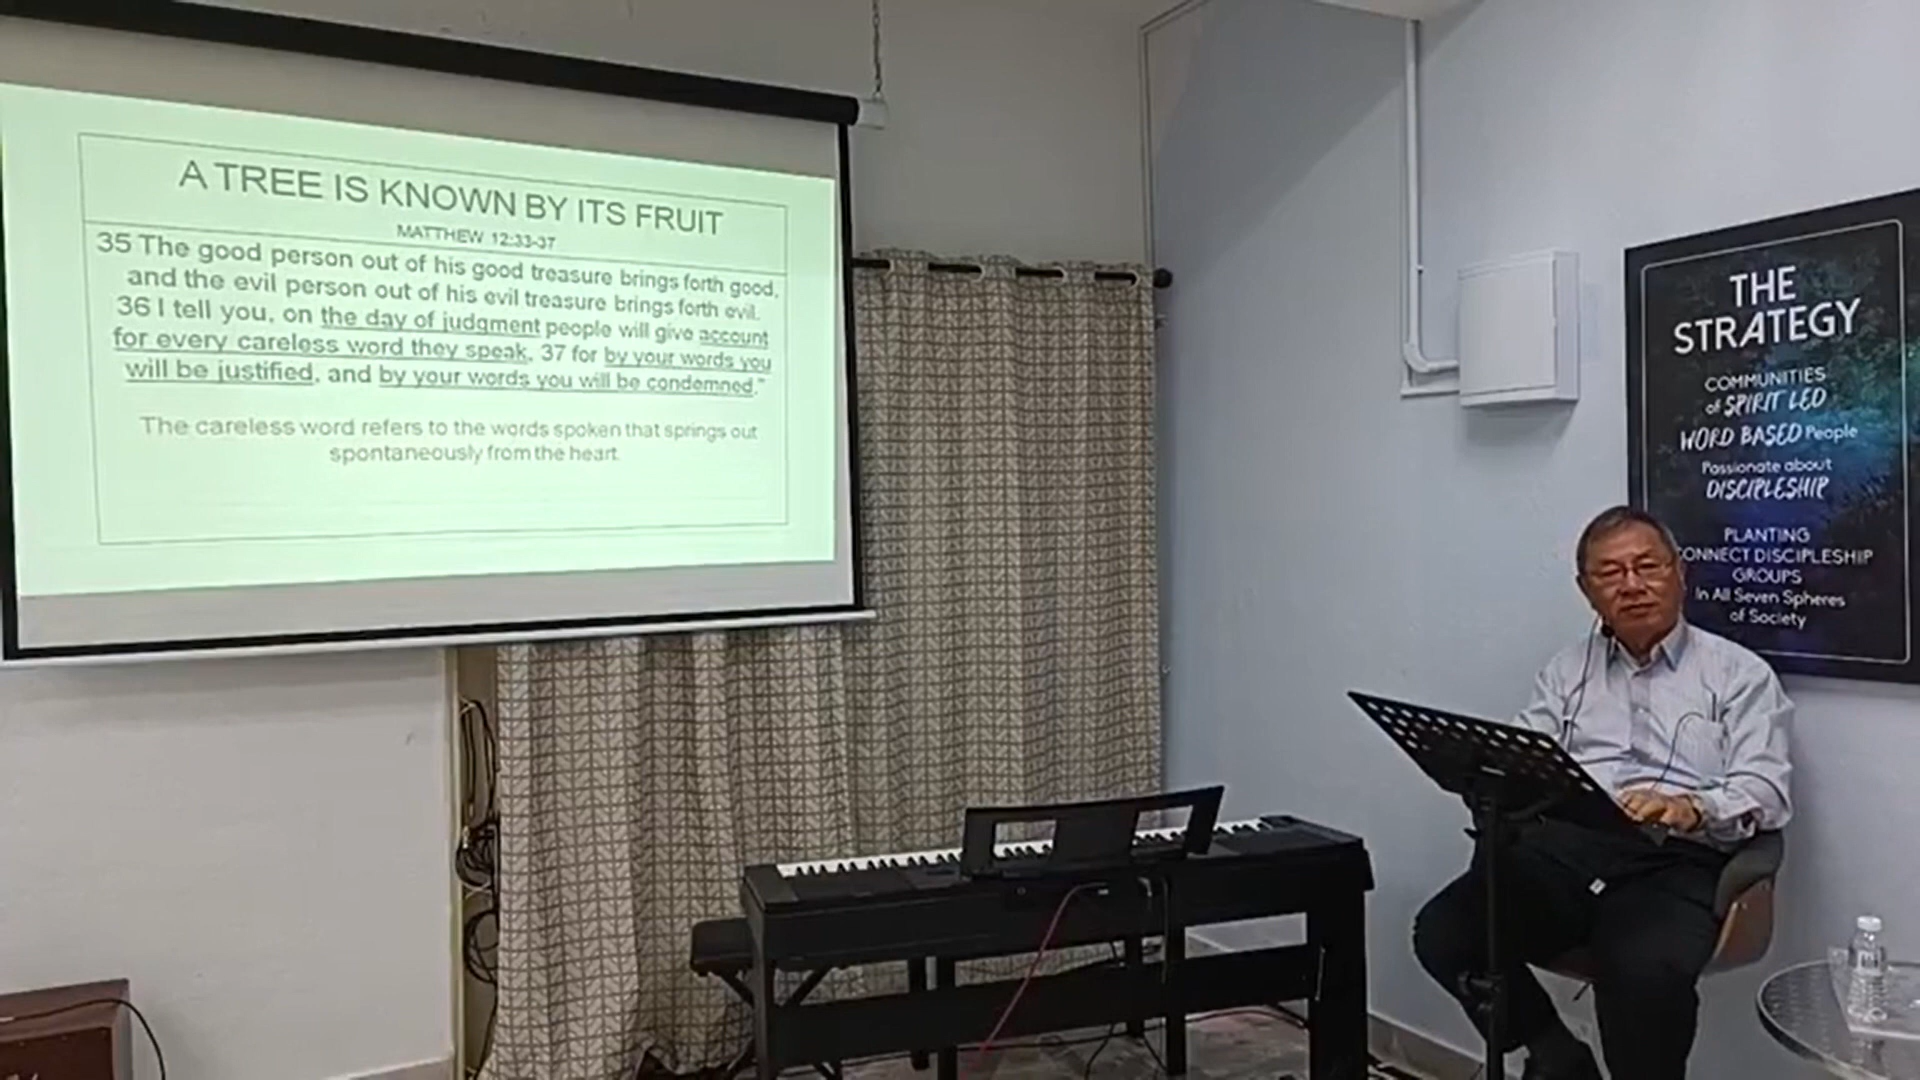 A TREE IS KNOWN BY ITS FRUIT
MATTHEW 12:33-37
35 The good person out of his good treasure brings forth good,
and the evil person out of his evil treasure brings forth evil.
36 I tell you, on the day of judgment people will give account
for every careless word they speak, 37 for by your words you
will be justified, and by your words you will be condemned."
The careless word refers to the words spoken that springs out
spontaneously from the heart.
THE
STRATEGY
COMMUNITIES
of SPIRIT LED
WORD BASED People
Passionate about
DISCIPLESHIP
PLANTING
ONNECT DISCIPLESHIP
GROUPS
In All Seven Spheres
of Society